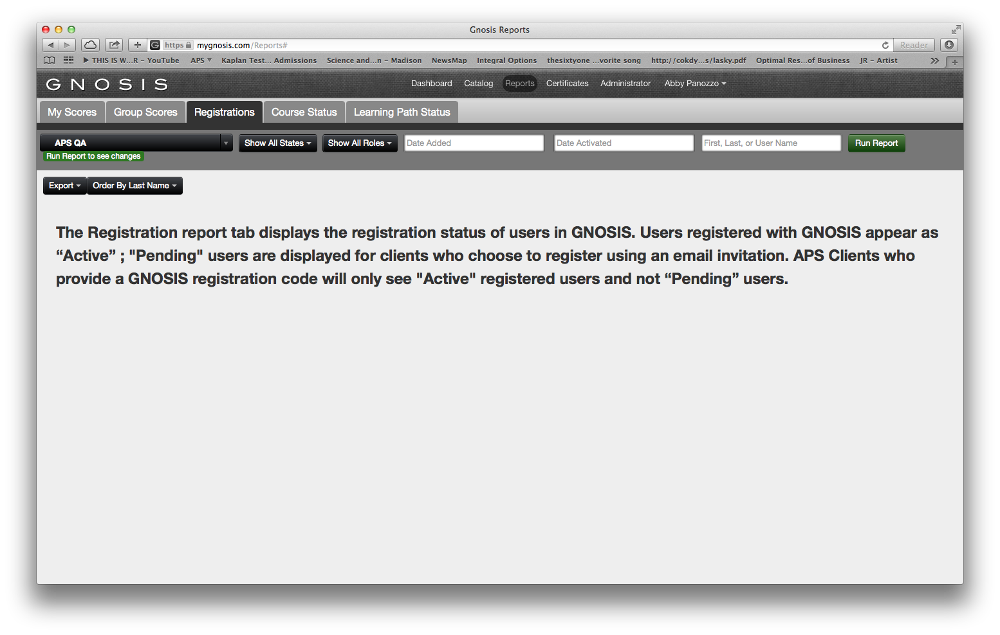 Gnosis Reports
https mygnosis.com/Reports# Reader
THIS IS W...R – YouTube APS Kaplan Test... Admissions Science and...n – Madison NewsMap Integral Options thesixtyone ...vorite song http://cokdy...s/lasky.pdf Optimal Res...of Business JR – Artist
GNOSIS Dashboard Catalog Reports Certificates Administrator Abby Panozzo
My Scores Group Scores Registrations Course Status Learning Path Status
APS QA Show All States Show All Roles Date Added Date Activated First, Last, or User Name Run Report
Run Report to see changes
Export Order By Last Name
The Registration report tab displays the registration status of users in GNOSIS. Users registered with GNOSIS appear as
“Active” ; "Pending" users are displayed for clients who choose to register using an email invitation. APS Clients who
provide a GNOSIS registration code will only see "Active" registered users and not “Pending” users.